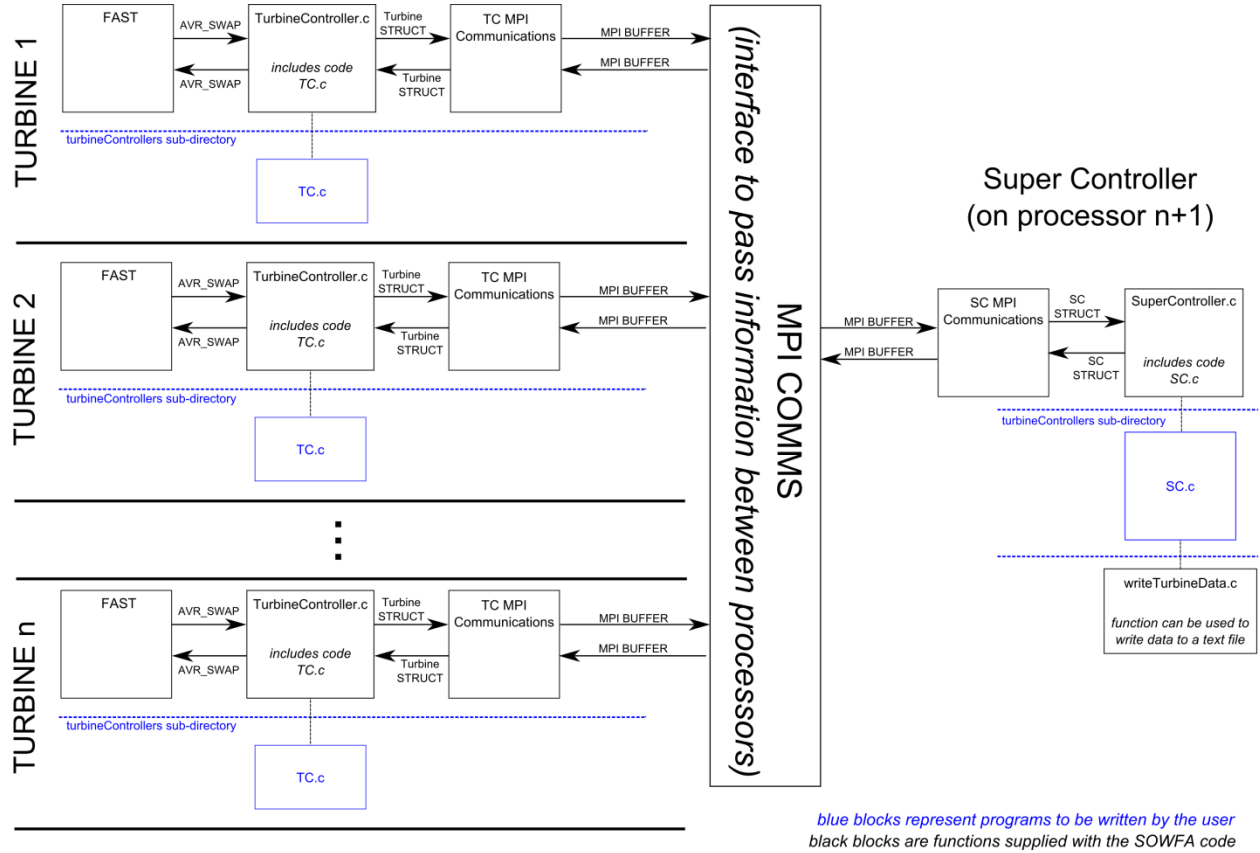 TURBINE 1
FAST
AVR_SWAP
AVR_SWAP
TurbineController.c
includes code
TC.c
Turbine
STRUCT
Turbine
STRUCT
TC MPI
Communications
MPI BUFFER
MPI BUFFER
turbineControllers sub-directory
TC.c
TURBINE 2
FAST
AVR_SWAP
AVR_SWAP
TurbineController.c
includes code
TC.c
Turbine
STRUCT
Turbine
STRUCT
TC MPI
Communications
MPI BUFFER
MPI BUFFER
turbineControllers sub-directory
TC.c
TURBINE n
FAST
AVR_SWAP
AVR_SWAP
TurbineController.c
includes code
TC.c
Turbine
STRUCT
Turbine
STRUCT
TC MPI
Communications
MPI BUFFER
MPI BUFFER
turbineControllers sub-directory
TC.c
MPI COMMS
(interface to pass information between processors)
Super Controller
(on processor n+1)
MPI BUFFER
MPI BUFFER
SC MPI
Communications
SC
STRUCT
SC
STRUCT
SuperController.c
includes code
SC.c
turbineControllers sub-directory
SC.c
writeTurbineData.c
function can be used to
write data to a text file
blue blocks represent programs to be written by the user
black blocks are functions supplied with the SOWFA code